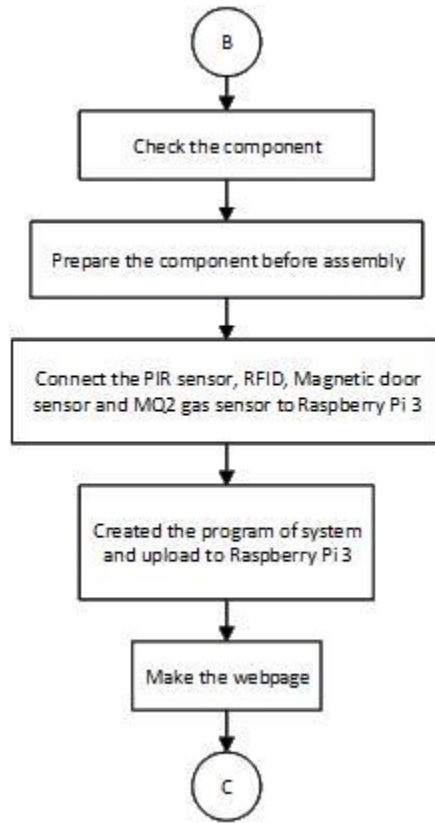 B
Check the component
Prepare the component before assembly
Connect the PIR sensor, RFID, Magnetic door
sensor and MQ2 gas sensor to Raspberry Pi 3
Created the program of system
and upload to Raspberry Pi 3
Make the webpage
C